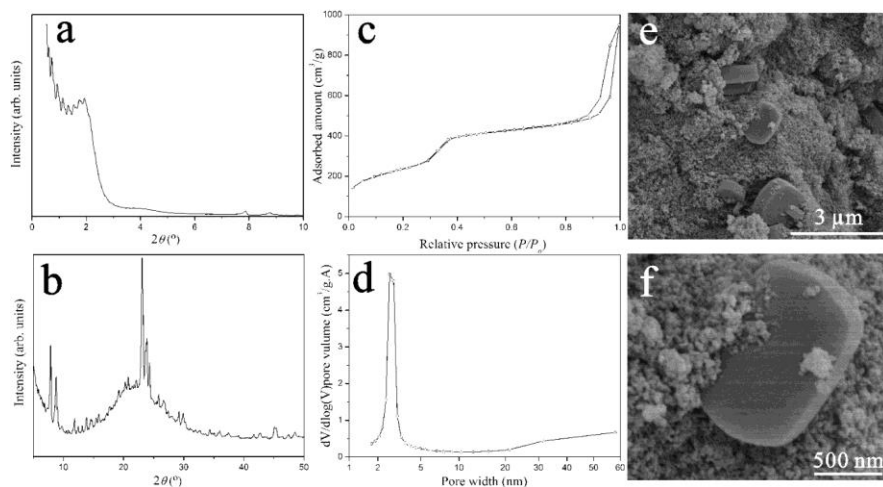 a
Intensity (arb. units)
0 2 4 6 8 10
2θ(°)
b
Intensity (arb. units)
10 20 30 40 50
2θ(°)
c
Adsorbed amount (cm³/g)
1000
800
600
400
200
0
0.0 0.2 0.4 0.6 0.8 1.0
Relative pressure (P/P₀)
d
dV/dlog(V)pore vulume (cm³/g.A)
5
4
3
2
1
0
1 2 5 10 20 30 40 50 60
Pore width (nm)
e
3 μm
f
500 nm